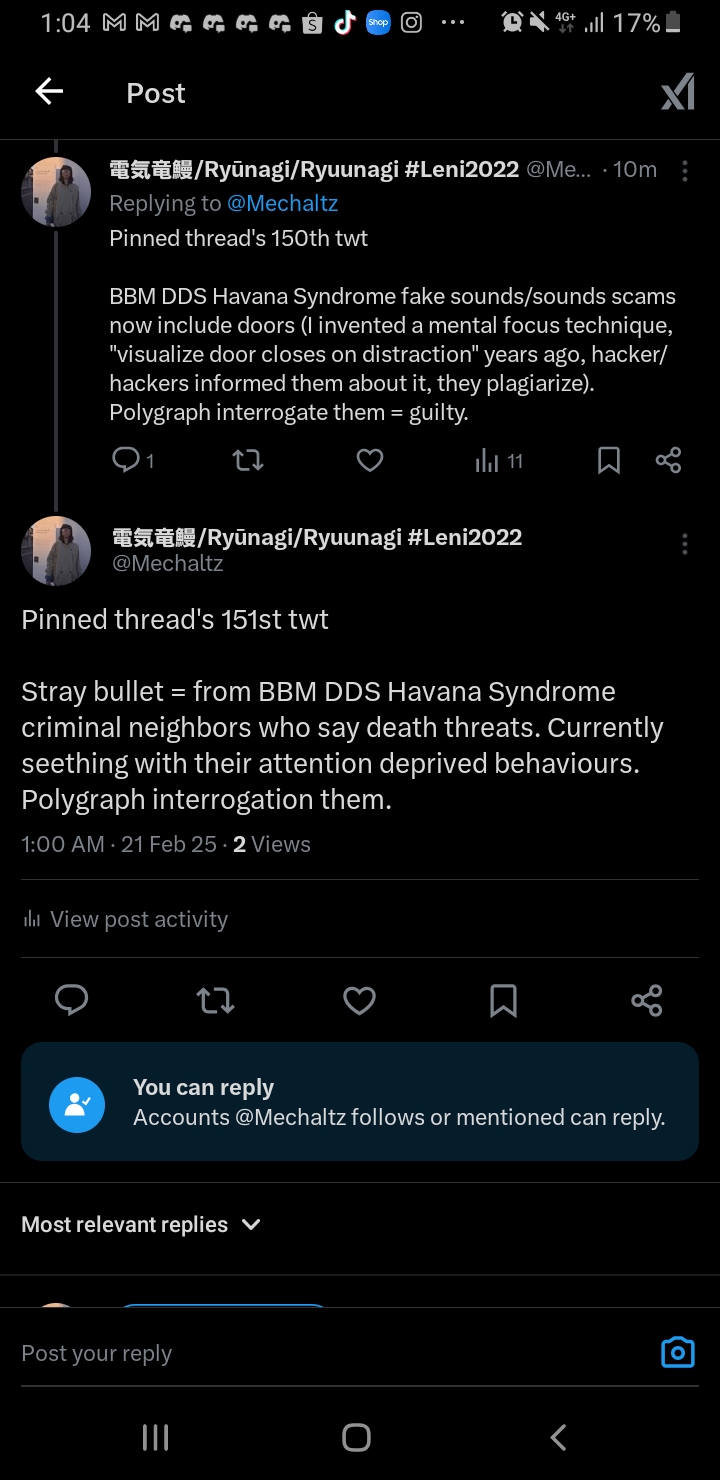 1:04
4G+
17%
Post
電気竜鰻/Ryūnagi/Ryuunagi #Leni2022 @Me... · 10m
Replying to @Mechaltz
Pinned thread's 150th twt
BBM DDS Havana Syndrome fake sounds/sounds scams
now include doors (I invented a mental focus technique,
"visualize door closes on distraction" years ago, hacker/
hackers informed them about it, they plagiarize).
Polygraph interrogate them = guilty.
1
11
電気竜鰻/Ryūnagi/Ryuunagi #Leni2022
@Mechaltz
Pinned thread's 151st twt
Stray bullet = from BBM DDS Havana Syndrome
criminal neighbors who say death threats. Currently
seething with their attention deprived behaviours.
Polygraph interrogation them.
1:00 AM · 21 Feb 25 · 2 Views
View post activity
You can reply
Accounts @Mechaltz follows or mentioned can reply.
Most relevant replies
Post your reply